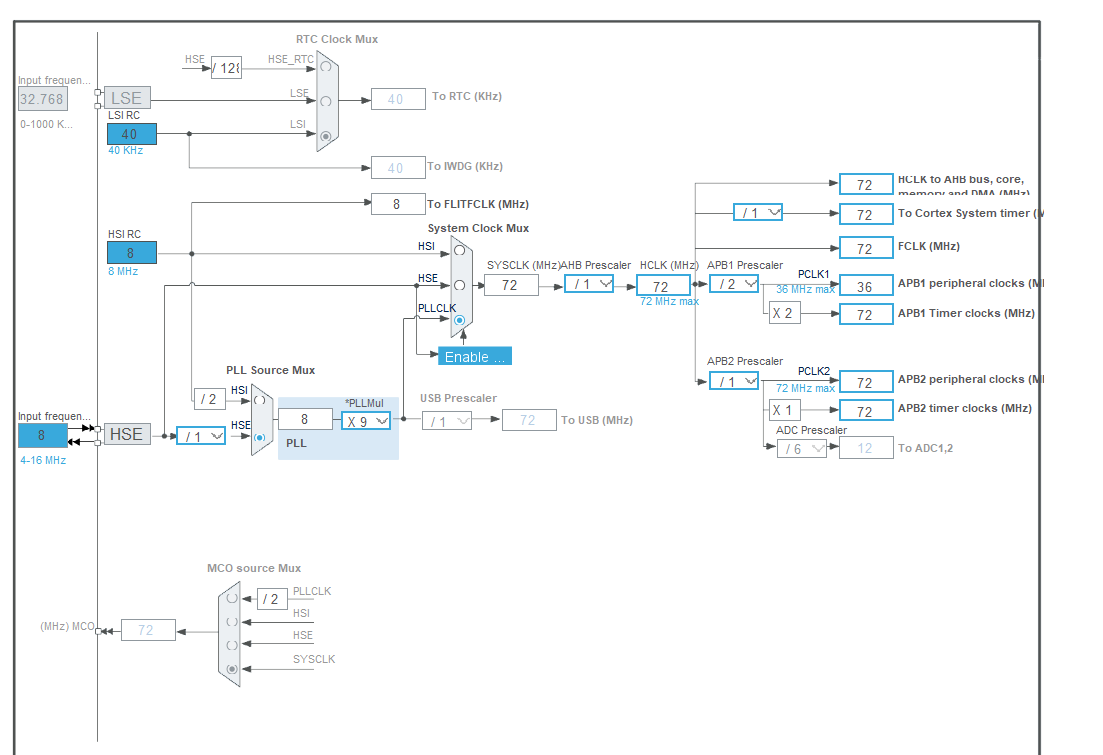 RTC Clock Mux
HSE
/ 128
HSE_RTC
Input frequen...
32.768
LSE
LSE
40
To RTC (KHz)
0-1000 K...
LSI RC
40
LSI
40 KHz
40
To IWDG (KHz)
HCLK to AHB bus, core,
memory and DMA (MHz)
72
8
To FLITFCLK (MHz)
/ 1
72
To Cortex System timer (M
System Clock Mux
HSI RC
8
HSI
8 MHz
72
FCLK (MHz)
SYSCLK (MHz)
AHB Prescaler
HCLK (MHz)
APB1 Prescaler
PCLK1
HSE
72
/ 1
72
/ 2
36
APB1 peripheral clocks (M
36 MHz max
72 MHz max
PLLCLK
X 2
72
APB1 Timer clocks (MHz)
Enable ...
APB2 Prescaler
PLL Source Mux
PCLK2
/ 1
72
APB2 peripheral clocks (M
72 MHz max
HSI
/ 2
*PLLMul
USB Prescaler
X 1
72
APB2 timer clocks (MHz)
Input frequen...
8
HSE
/ 1
HSE
8
X 9
/ 1
72
To USB (MHz)
PLL
ADC Prescaler
/ 6
12
To ADC1,2
4-16 MHz
MCO source Mux
PLLCLK
/ 2
HSI
(MHz) MCO
72
HSE
SYSCLK